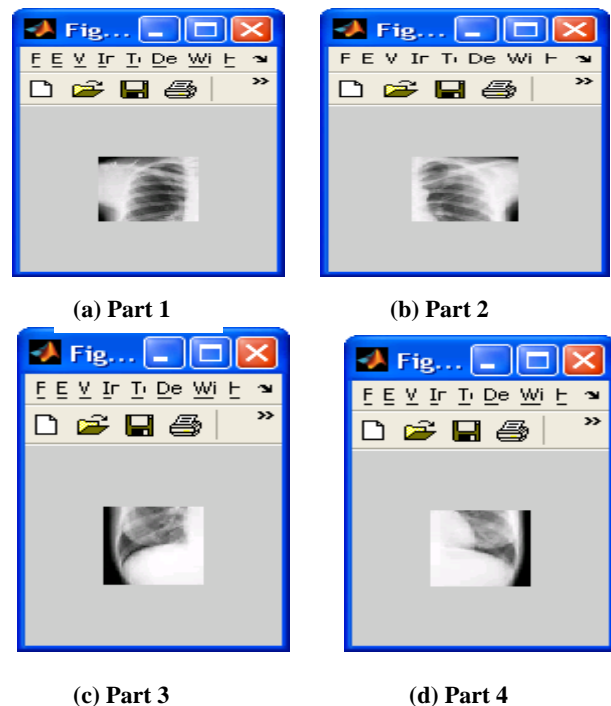 Fig... Fig...
F E V Ir T De Wi H F E V Ir T De Wi H
>> >>
(a) Part 1 (b) Part 2
Fig... Fig...
F E V Ir T De Wi H F E V Ir T De Wi H
>> >>
(c) Part 3 (d) Part 4